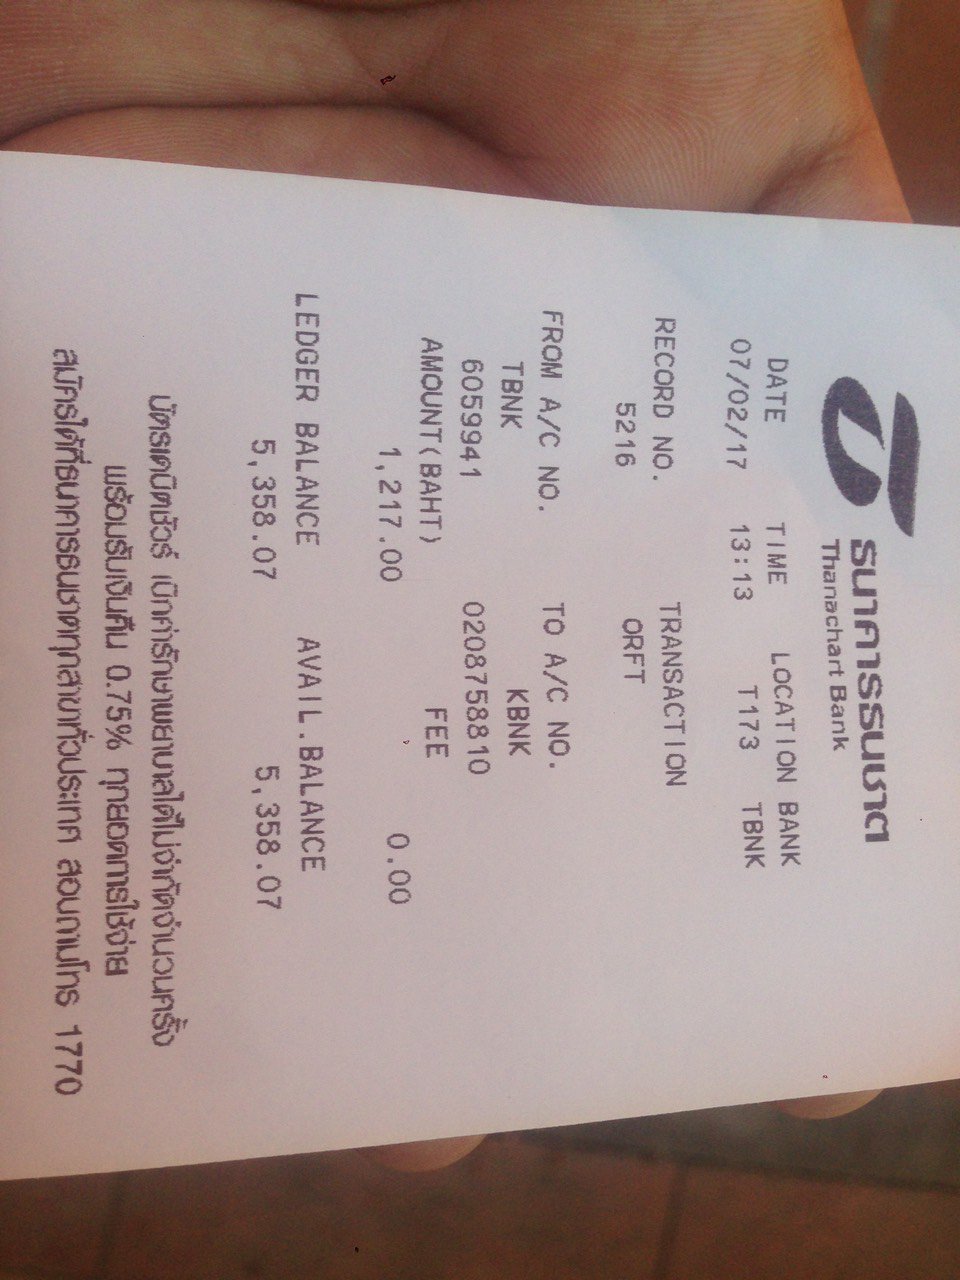 ธนาคารธนชาต
Thanachart Bank
DATE TIME LOCATION BANK
07/02/17 13:13 T173 TBNK
RECORD NO. TRANSACTION
5216 ORFT
FROM A/C NO. TO A/C NO.
TBNK KBNK
6059941 0208758810
AMOUNT(BAHT) FEE
1,217.00 0.00
LEDGER BALANCE AVAIL.BALANCE
5,358.07 5,358.07
บัตรเดบิตชัวร์ เบิกค่ารักษาพยาบาลได้ไม่จำกัดจำนวนครั้ง
พร้อมรับเงินคืน 0.75% ทุกยอดการใช้จ่าย
สมัครได้ที่ธนาคารธนชาตทุกสาขาทั่วประเทศ สอบถามโทร 1770